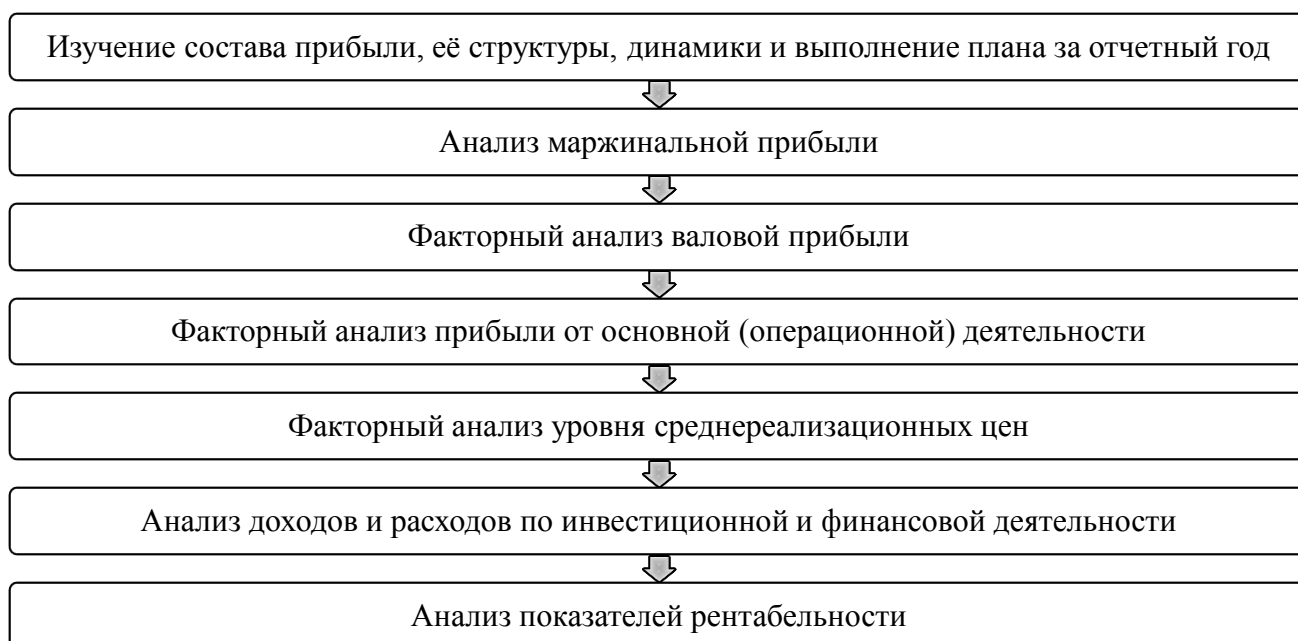 Изучение состава прибыли, её структуры, динамики и выполнение плана за отчетный год
Анализ маржинальной прибыли
Факторный анализ валовой прибыли
Факторный анализ прибыли от основной (операционной) деятельности
Факторный анализ уровня среднереализационных цен
Анализ доходов и расходов по инвестиционной и финансовой деятельности
Анализ показателей рентабельности